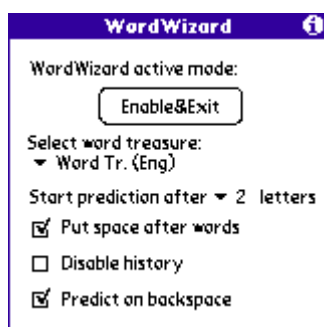 WordWizard
WordWizard active mode:
Enable&Exit
Select word treasure:
Word Tr. (Eng)
Start prediction after 2 letters
Put space after words
Disable history
Predict on backspace